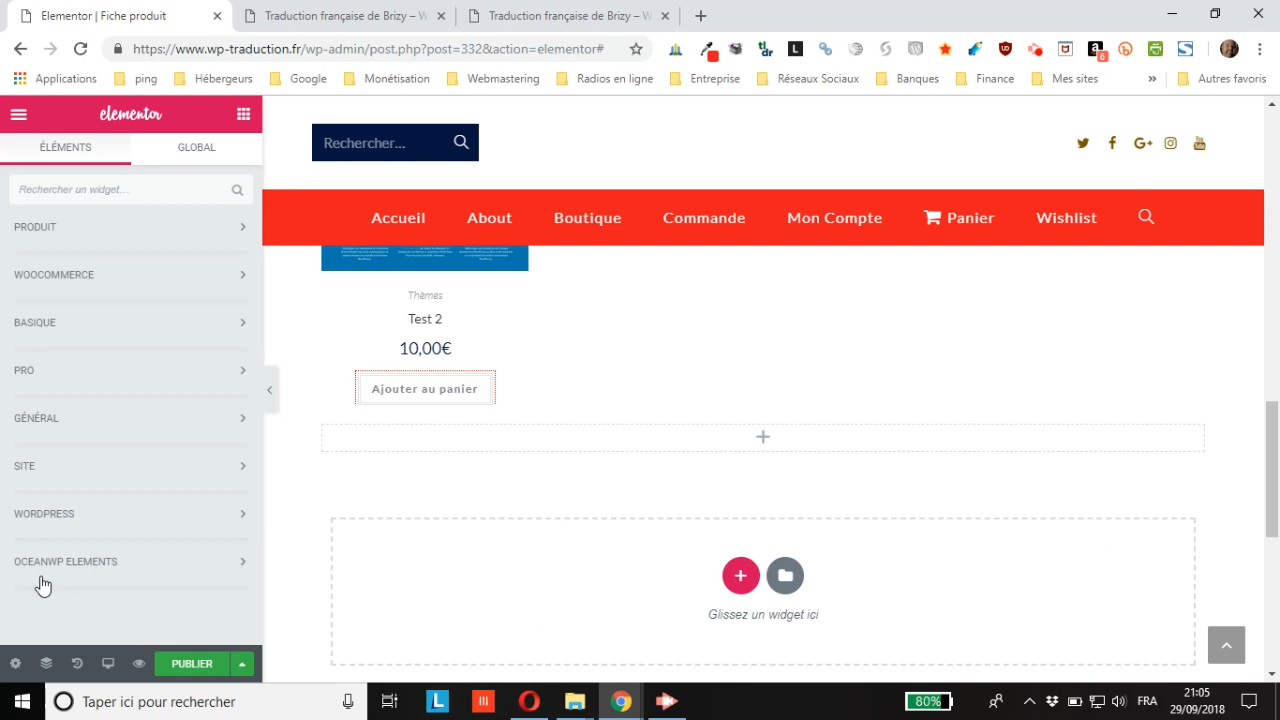 Elementor | Fiche produit
Traduction française de Brizy – W
Traduction française de Brizy – W
https://www.wp-traduction.fr/wp-admin/post.php?post=332&action=elementor#
Applications
ping
Hébergeurs
Google
Monétisation
Webmastering
Radios en ligne
Entreprise
Réseaux Sociaux
Banques
Finance
Mes sites
Autres favoris
elementor
ÉLÉMENTS
GLOBAL
Rechercher un widget...
PRODUIT
WOOCOMMERCE
BASIQUE
PRO
GÉNÉRAL
SITE
WORDPRESS
OCEANWP ELEMENTS
PUBLIER
Rechercher...
Accueil
About
Boutique
Commande
Mon Compte
Panier
Wishlist
Thèmes
Test 2
10,00€
Ajouter au panier
Glissez un widget ici
Taper ici pour rechercher
80%
FRA
21:05
29/09/2018